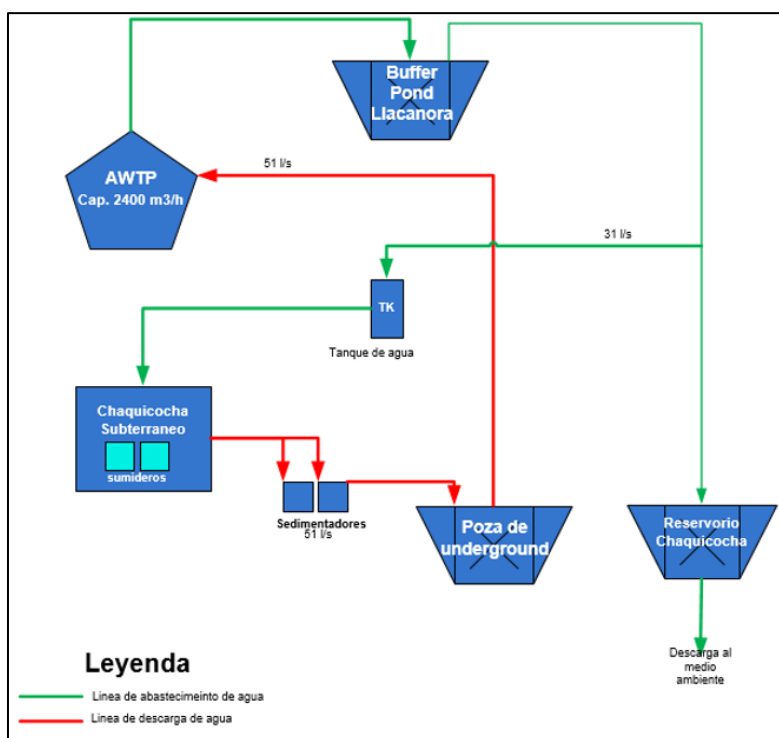 Buffer
Pond
Llacanora
51 l/s
AWTP
Cap. 2400 m3/h
31 l/s
TK
Tanque de agua
Chaquicocha
Subterraneo
sumideros
Sedimentadores
51 l/s
Poza de
underground
Reservorio
Chaquicocha
Descarga al
medio
ambiente
Leyenda
Linea de abastecimeinto de agua
Linea de descarga de agua